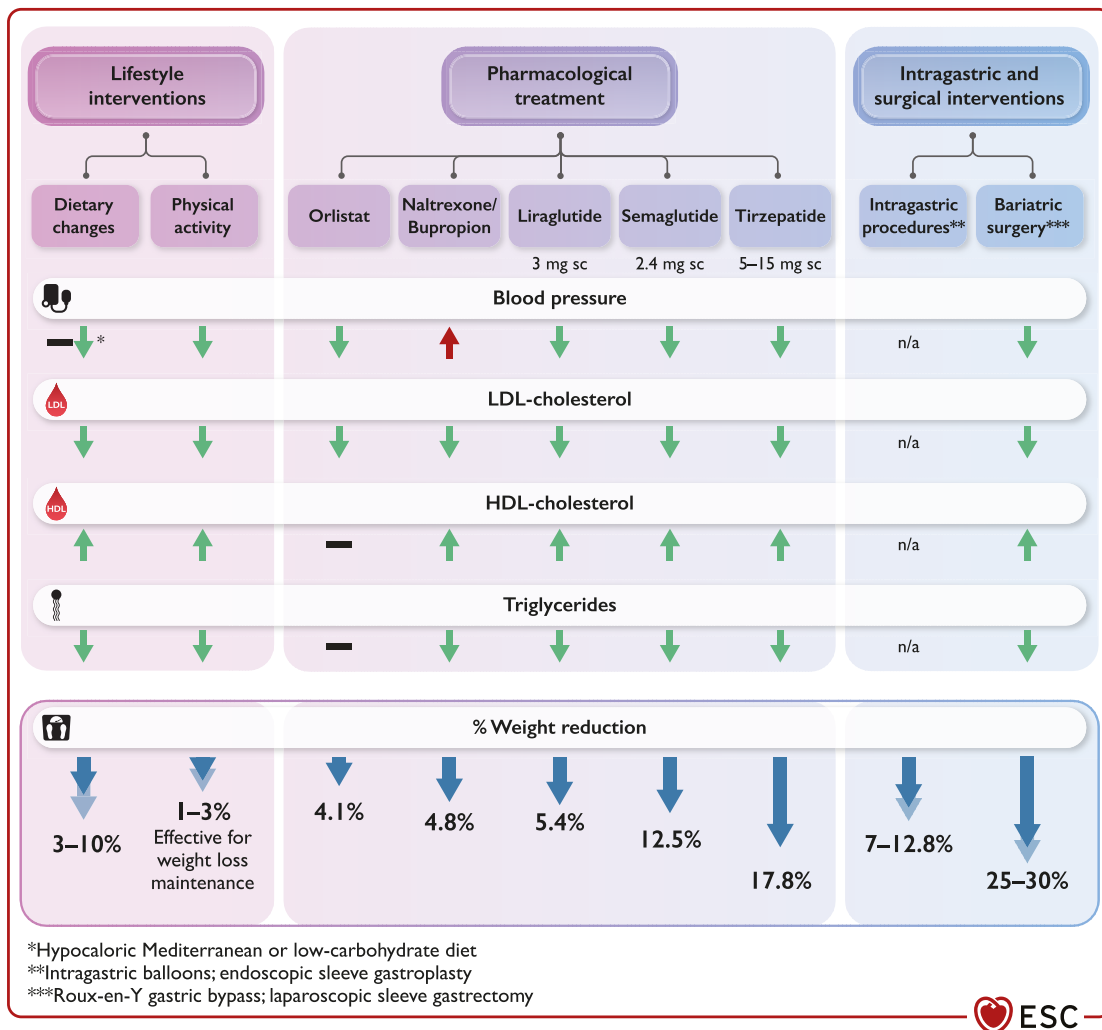 Lifestyle
interventions
Pharmacological
treatment
Intragastric and
surgical interventions
Dietary
changes
Physical
activity
Orlistat
Naltrexone/
Bupropion
Liraglutide
Semaglutide
Tirzepatide
Intragastric
procedures**
Bariatric
surgery***
3 mg sc
2.4 mg sc
5–15 mg sc
Blood pressure
*
n/a
LDL
LDL-cholesterol
n/a
HDL
HDL-cholesterol
n/a
Triglycerides
n/a
% Weight reduction
3–10%
1–3%
Effective for
weight loss
maintenance
4.1%
4.8%
5.4%
12.5%
17.8%
7–12.8%
25–30%
*Hypocaloric Mediterranean or low-carbohydrate diet
**Intragastric balloons; endoscopic sleeve gastroplasty
***Roux-en-Y gastric bypass; laparoscopic sleeve gastrectomy
ESC